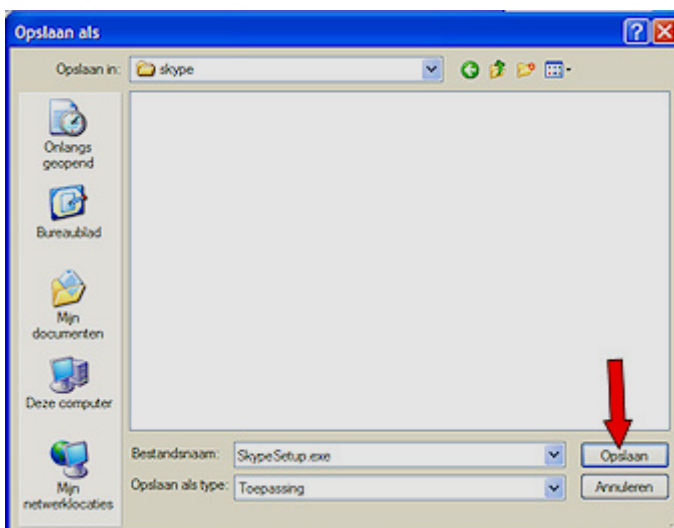 Opslaan als
Opslaan in:
skype
Onlangs
geopend
Bureaublad
Mijn
documenten
Deze computer
Mijn
netwerklocaties
Bestandsnaam:
SkypeSetup.exe
Opslaan
Opslaan als type:
Toepassing
Annuleren